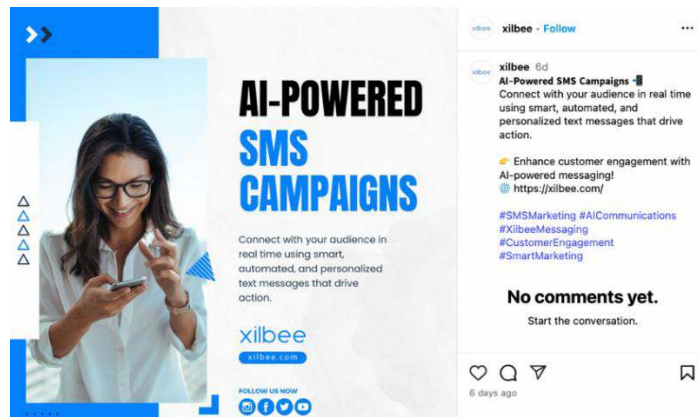 AI-POWERED
SMS
CAMPAIGNS
Connect with your audience in
real time using smart,
automated, and personalized
text messages that drive
action.
xilbee
xilbee.com
FOLLOW US NOW
xilbee
xilbee • Follow
xilbee
xilbee 6d
AI-Powered SMS Campaigns 📲
Connect with your audience in real time
using smart, automated, and
personalized text messages that drive
action.
👉 Enhance customer engagement with
AI-powered messaging!
🌐 https://xilbee.com/
#SMSMarketing #AICommunications
#XilbeeMessaging
#CustomerEngagement
#SmartMarketing
No comments yet.
Start the conversation.
6 days ago